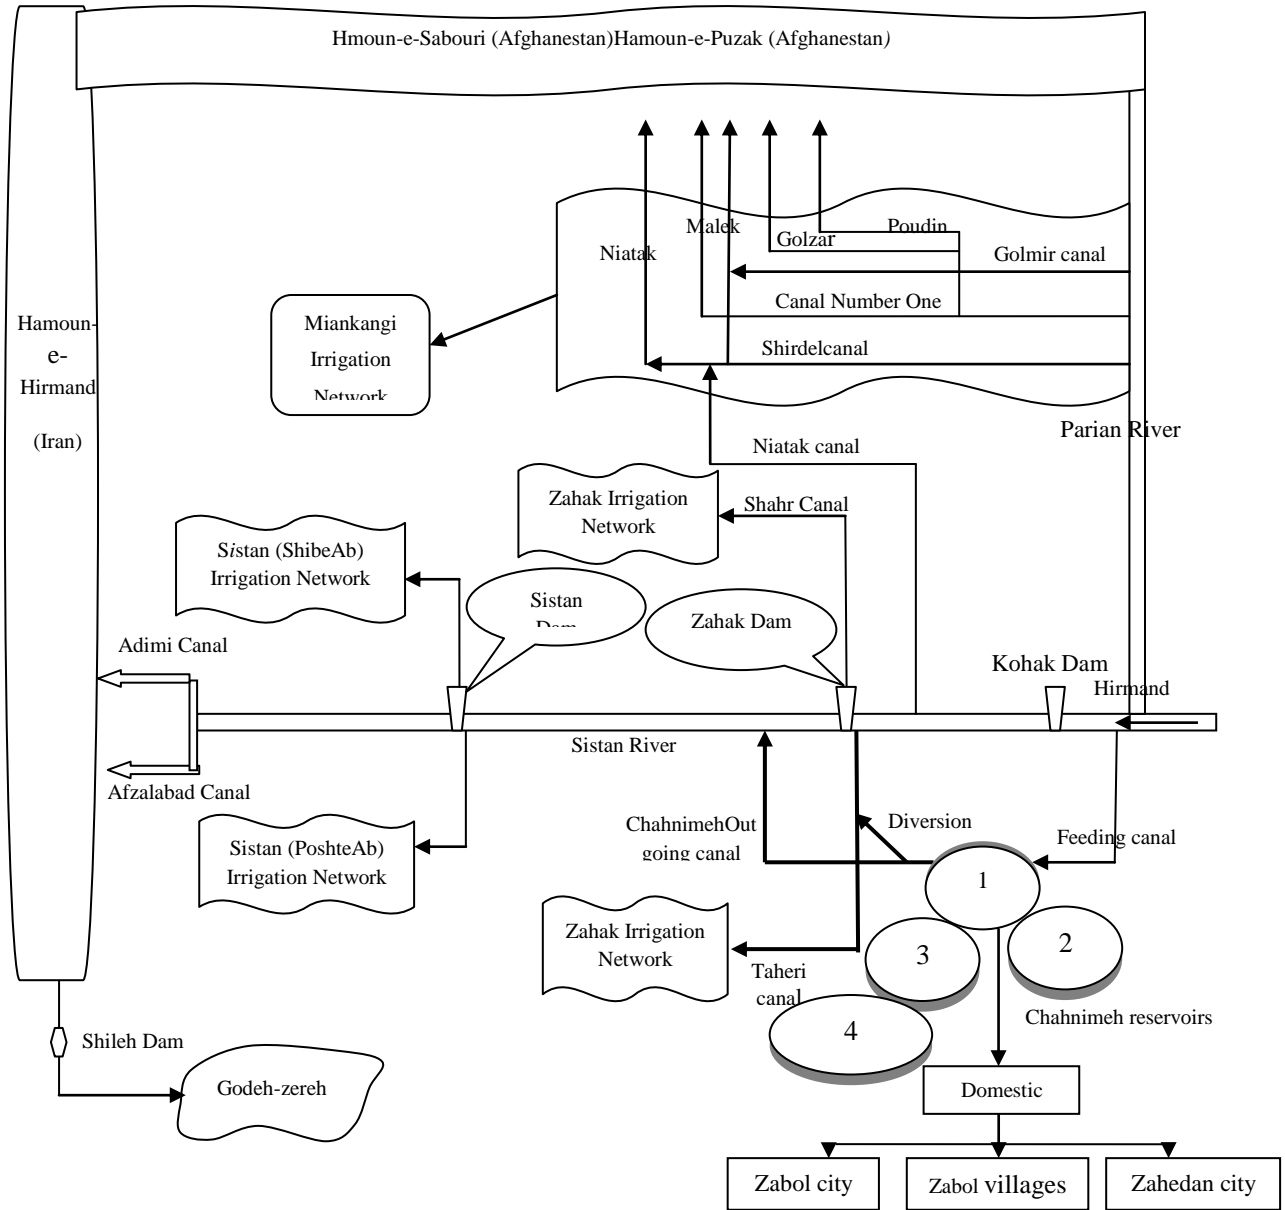 Hmoun-e-Sabouri (Afghanestan)Hamoun-e-Puzak (Afghanestan)
Malek
Poudin
Golzar
Niatak
Golmir canal
Canal Number One
Hamoun-
e-
Hirmand
(Iran)
Miankangi
Irrigation
Network
Shirdelcanal
Parian River
Niatak canal
Zahak Irrigation
Network
Shahr Canal
Sistan (ShibeAb)
Irrigation Network
Sistan
Dam
Zahak Dam
Adimi Canal
Kohak Dam
Hirmand
Sistan River
Afzalabad Canal
ChahnimehOut
going canal
Diversion
Feeding canal
Sistan (PoshteAb)
Irrigation Network
1
2
3
4
Zahak Irrigation
Network
Taheri
canal
Chahnimeh reservoirs
Shileh Dam
Godeh-zereh
Domestic
Zabol city
Zabol villages
Zahedan city